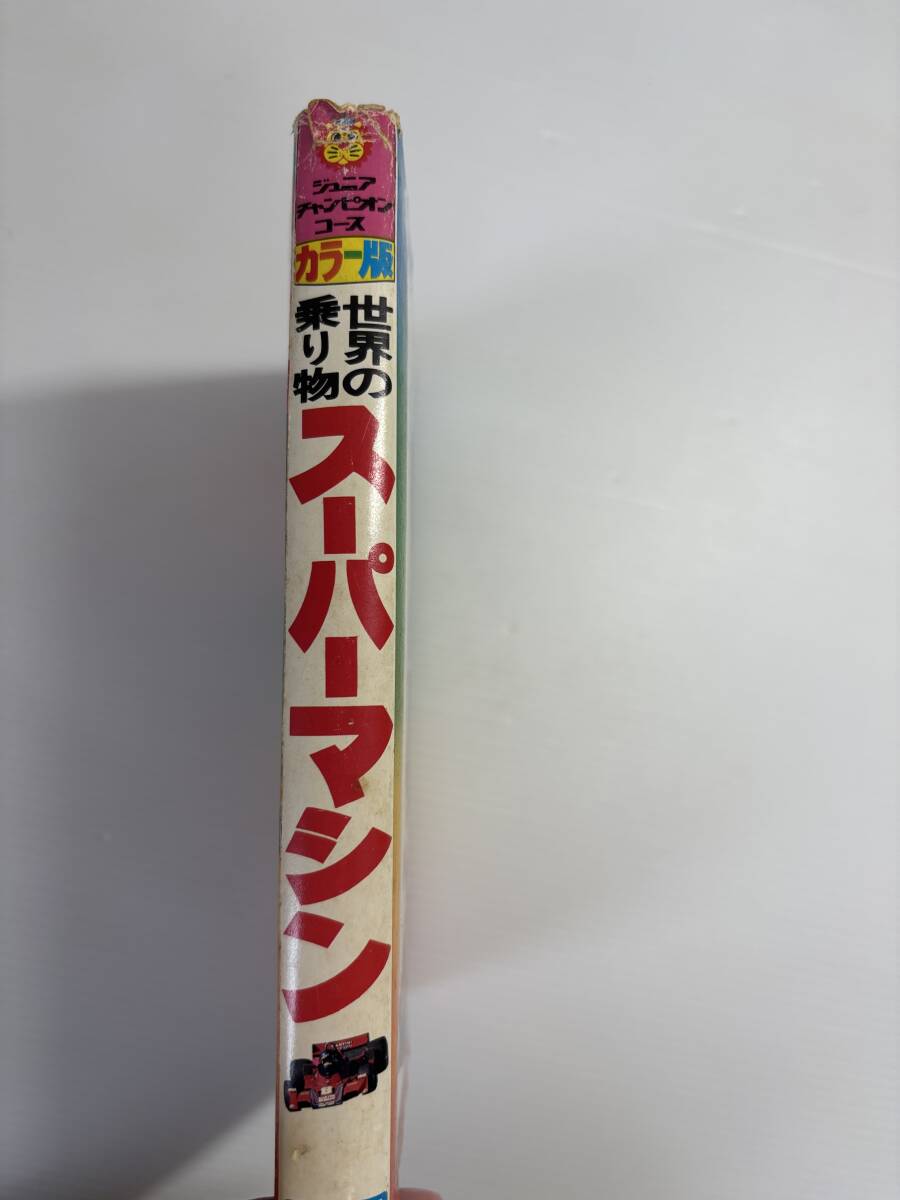 ジュニア
チャンピオン
コース
カラー版
世界の
乗り物
スーパーマシン